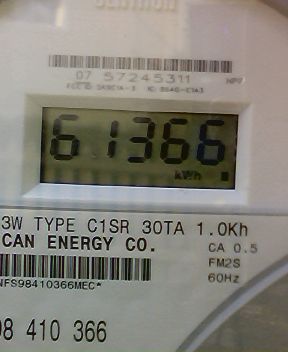 CENTRON
07 57245311
61366
kWh
3W TYPE C1SR 30TA 1.0Kh
CAN ENERGY CO.
CA 0.5
FM2S
60Hz
NFS98410366MEC*
98 410 366